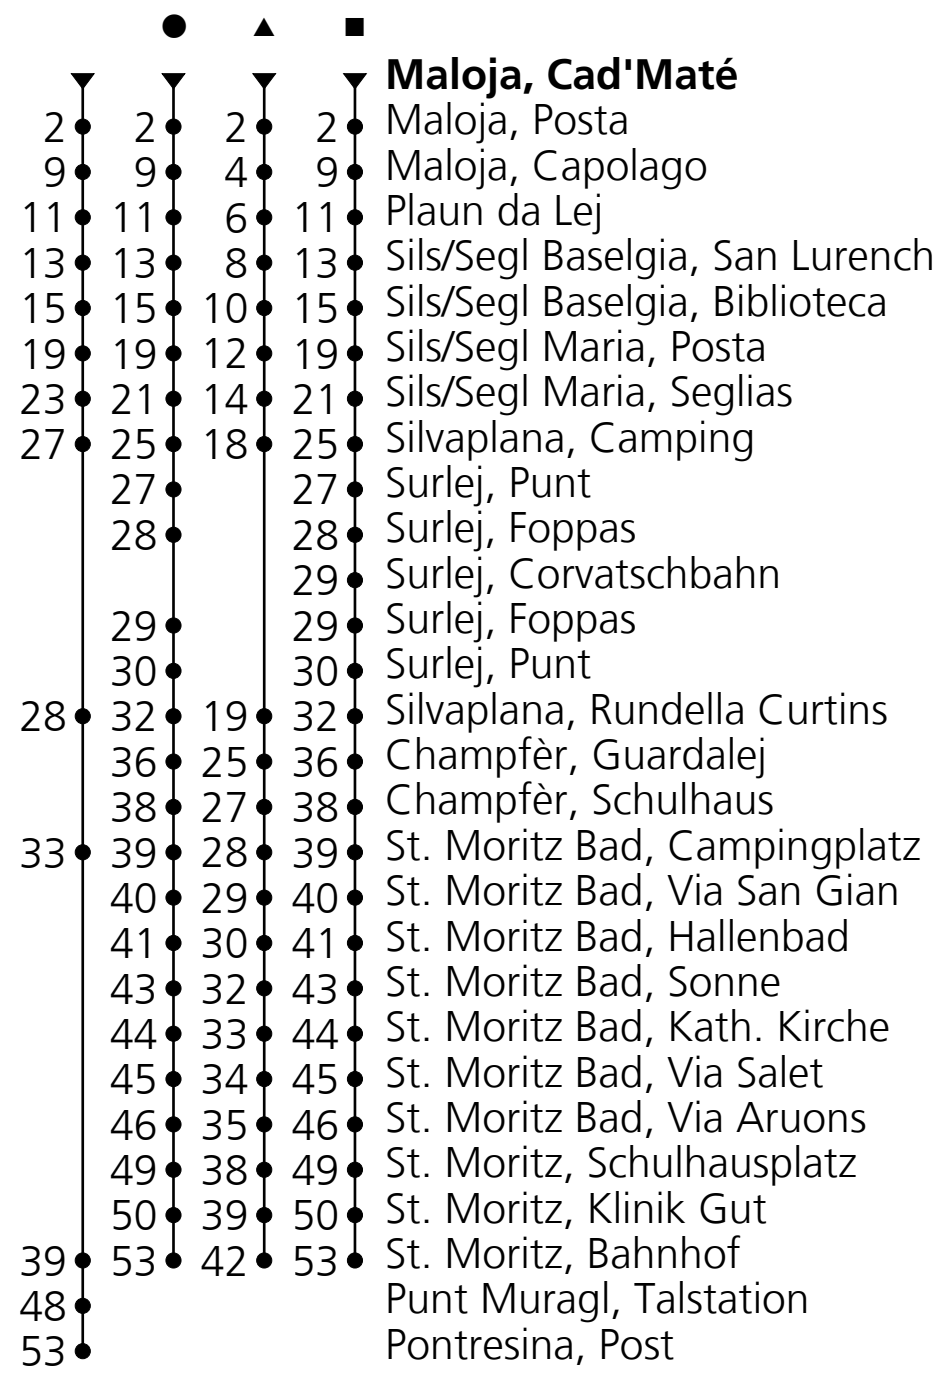 Maloja, Cad'Maté
2 2 2 2 Maloja, Posta
9 9 4 9 Maloja, Capolago
11 11 6 11 Plaun da Lej
13 13 8 13 Sils/Segl Baselgia, San Lurench
15 15 10 15 Sils/Segl Baselgia, Biblioteca
19 19 12 19 Sils/Segl Maria, Posta
23 21 14 21 Sils/Segl Maria, Seglias
27 25 18 25 Silvaplana, Camping
27 27 Surlej, Punt
28 28 Surlej, Foppas
29 Surlej, Corvatschbahn
29 29 Surlej, Foppas
30 30 Surlej, Punt
28 32 19 32 Silvaplana, Rundella Curtins
36 25 36 Champfèr, Guardalej
38 27 38 Champfèr, Schulhaus
33 39 28 39 St. Moritz Bad, Campingplatz
40 29 40 St. Moritz Bad, Via San Gian
41 30 41 St. Moritz Bad, Hallenbad
43 32 43 St. Moritz Bad, Sonne
44 33 44 St. Moritz Bad, Kath. Kirche
45 34 45 St. Moritz Bad, Via Salet
46 35 46 St. Moritz Bad, Via Aruons
49 38 49 St. Moritz, Schulhausplatz
50 39 50 St. Moritz, Klinik Gut
39 53 42 53 St. Moritz, Bahnhof
48 Punt Muragl, Talstation
53 Pontresina, Post